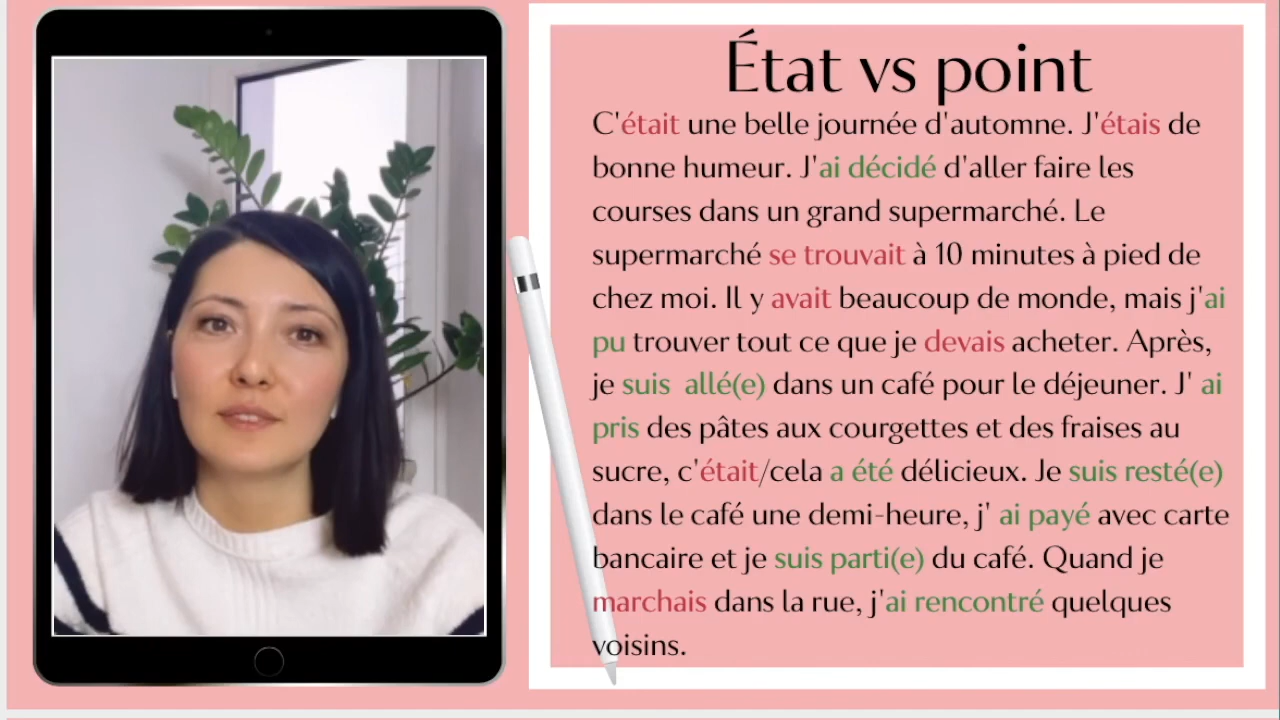 État vs point
C'était une belle journée d'automne. J'étais de
bonne humeur. J'ai décidé d'aller faire les
courses dans un grand supermarché. Le
supermarché se trouvait à 10 minutes à pied de
chez moi. Il y avait beaucoup de monde, mais j'ai
pu trouver tout ce que je devais acheter. Après,
je suis allé(e) dans un café pour le déjeuner. J' ai
pris des pâtes aux courgettes et des fraises au
sucre, c'était/cela a été délicieux. Je suis resté(e)
dans le café une demi-heure, j' ai payé avec carte
bancaire et je suis parti(e) du café. Quand je
marchais dans la rue, j'ai rencontré quelques
voisins.